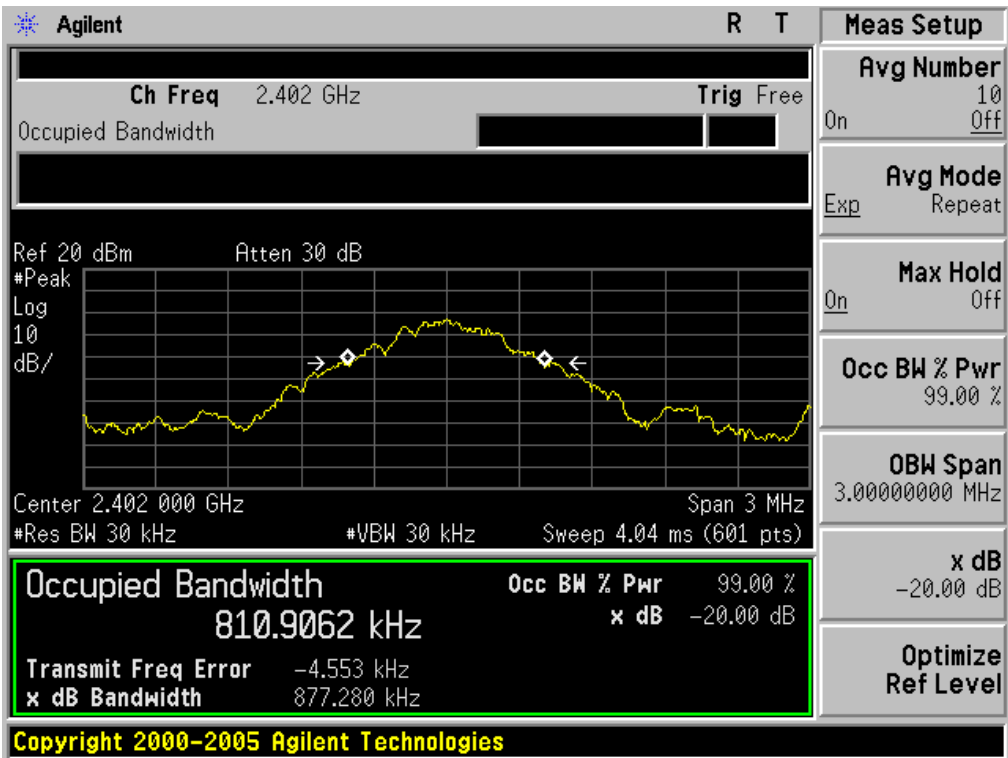 Agilent R T
Ch Freq 2.402 GHz Trig Free
Occupied Bandwidth
Ref 20 dBm Atten 30 dB
#Peak
Log
10
dB/
Center 2.402 000 GHz Span 3 MHz
#Res BW 30 kHz #VBW 30 kHz Sweep 4.04 ms (601 pts)
Occupied Bandwidth Occ BW % Pwr 99.00 %
810.9062 kHz x dB -20.00 dB
Transmit Freq Error -4.553 kHz
x dB Bandwidth 877.280 kHz
Copyright 2000-2005 Agilent Technologies
Meas Setup
Avg Number
10
On Off
Avg Mode
Exp Repeat
Max Hold
On Off
Occ BW % Pwr
99.00 %
OBW Span
3.00000000 MHz
x dB
-20.00 dB
Optimize
Ref Level